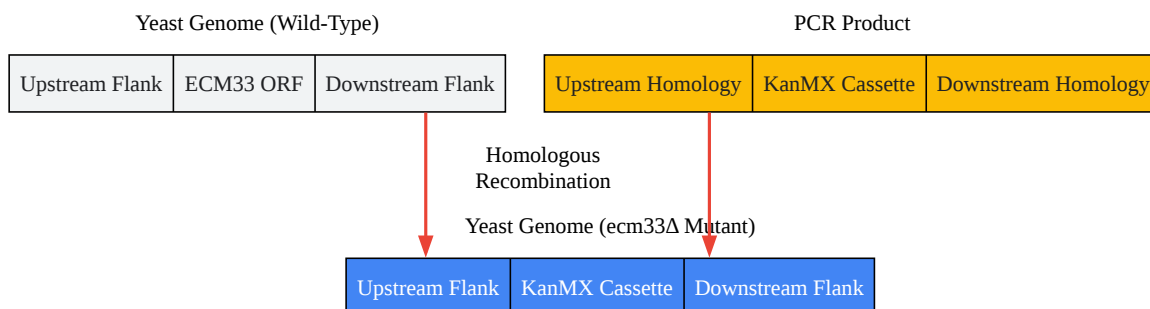 Yeast Genome (Wild-Type)
PCR Product
Upstream Flank ECM33 ORF Downstream Flank
Upstream Homology KanMX Cassette Downstream Homology
Homologous
Recombination
Yeast Genome (ecm33Δ Mutant)
Upstream Flank KanMX Cassette Downstream Flank